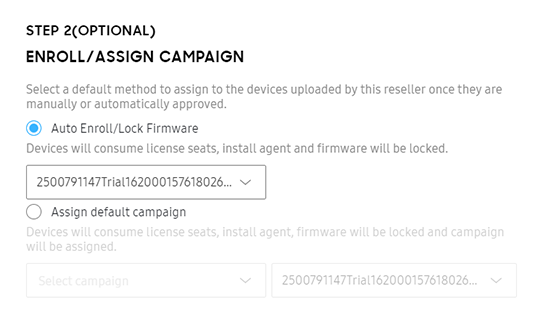 STEP 2(OPTIONAL)
ENROLL/ASSIGN CAMPAIGN
Select a default method to assign to the devices uploaded by this reseller once they are
manually or automatically approved.
Auto Enroll/Lock Firmware
Devices will consume license seats, install agent and firmware will be locked.
2500791147Trial162000157618026...
Assign default campaign
Devices will consume license seats, install agent, firmware will be locked and campaign
will be assigned.
Select campaign 2500791147Trial162000157618026...